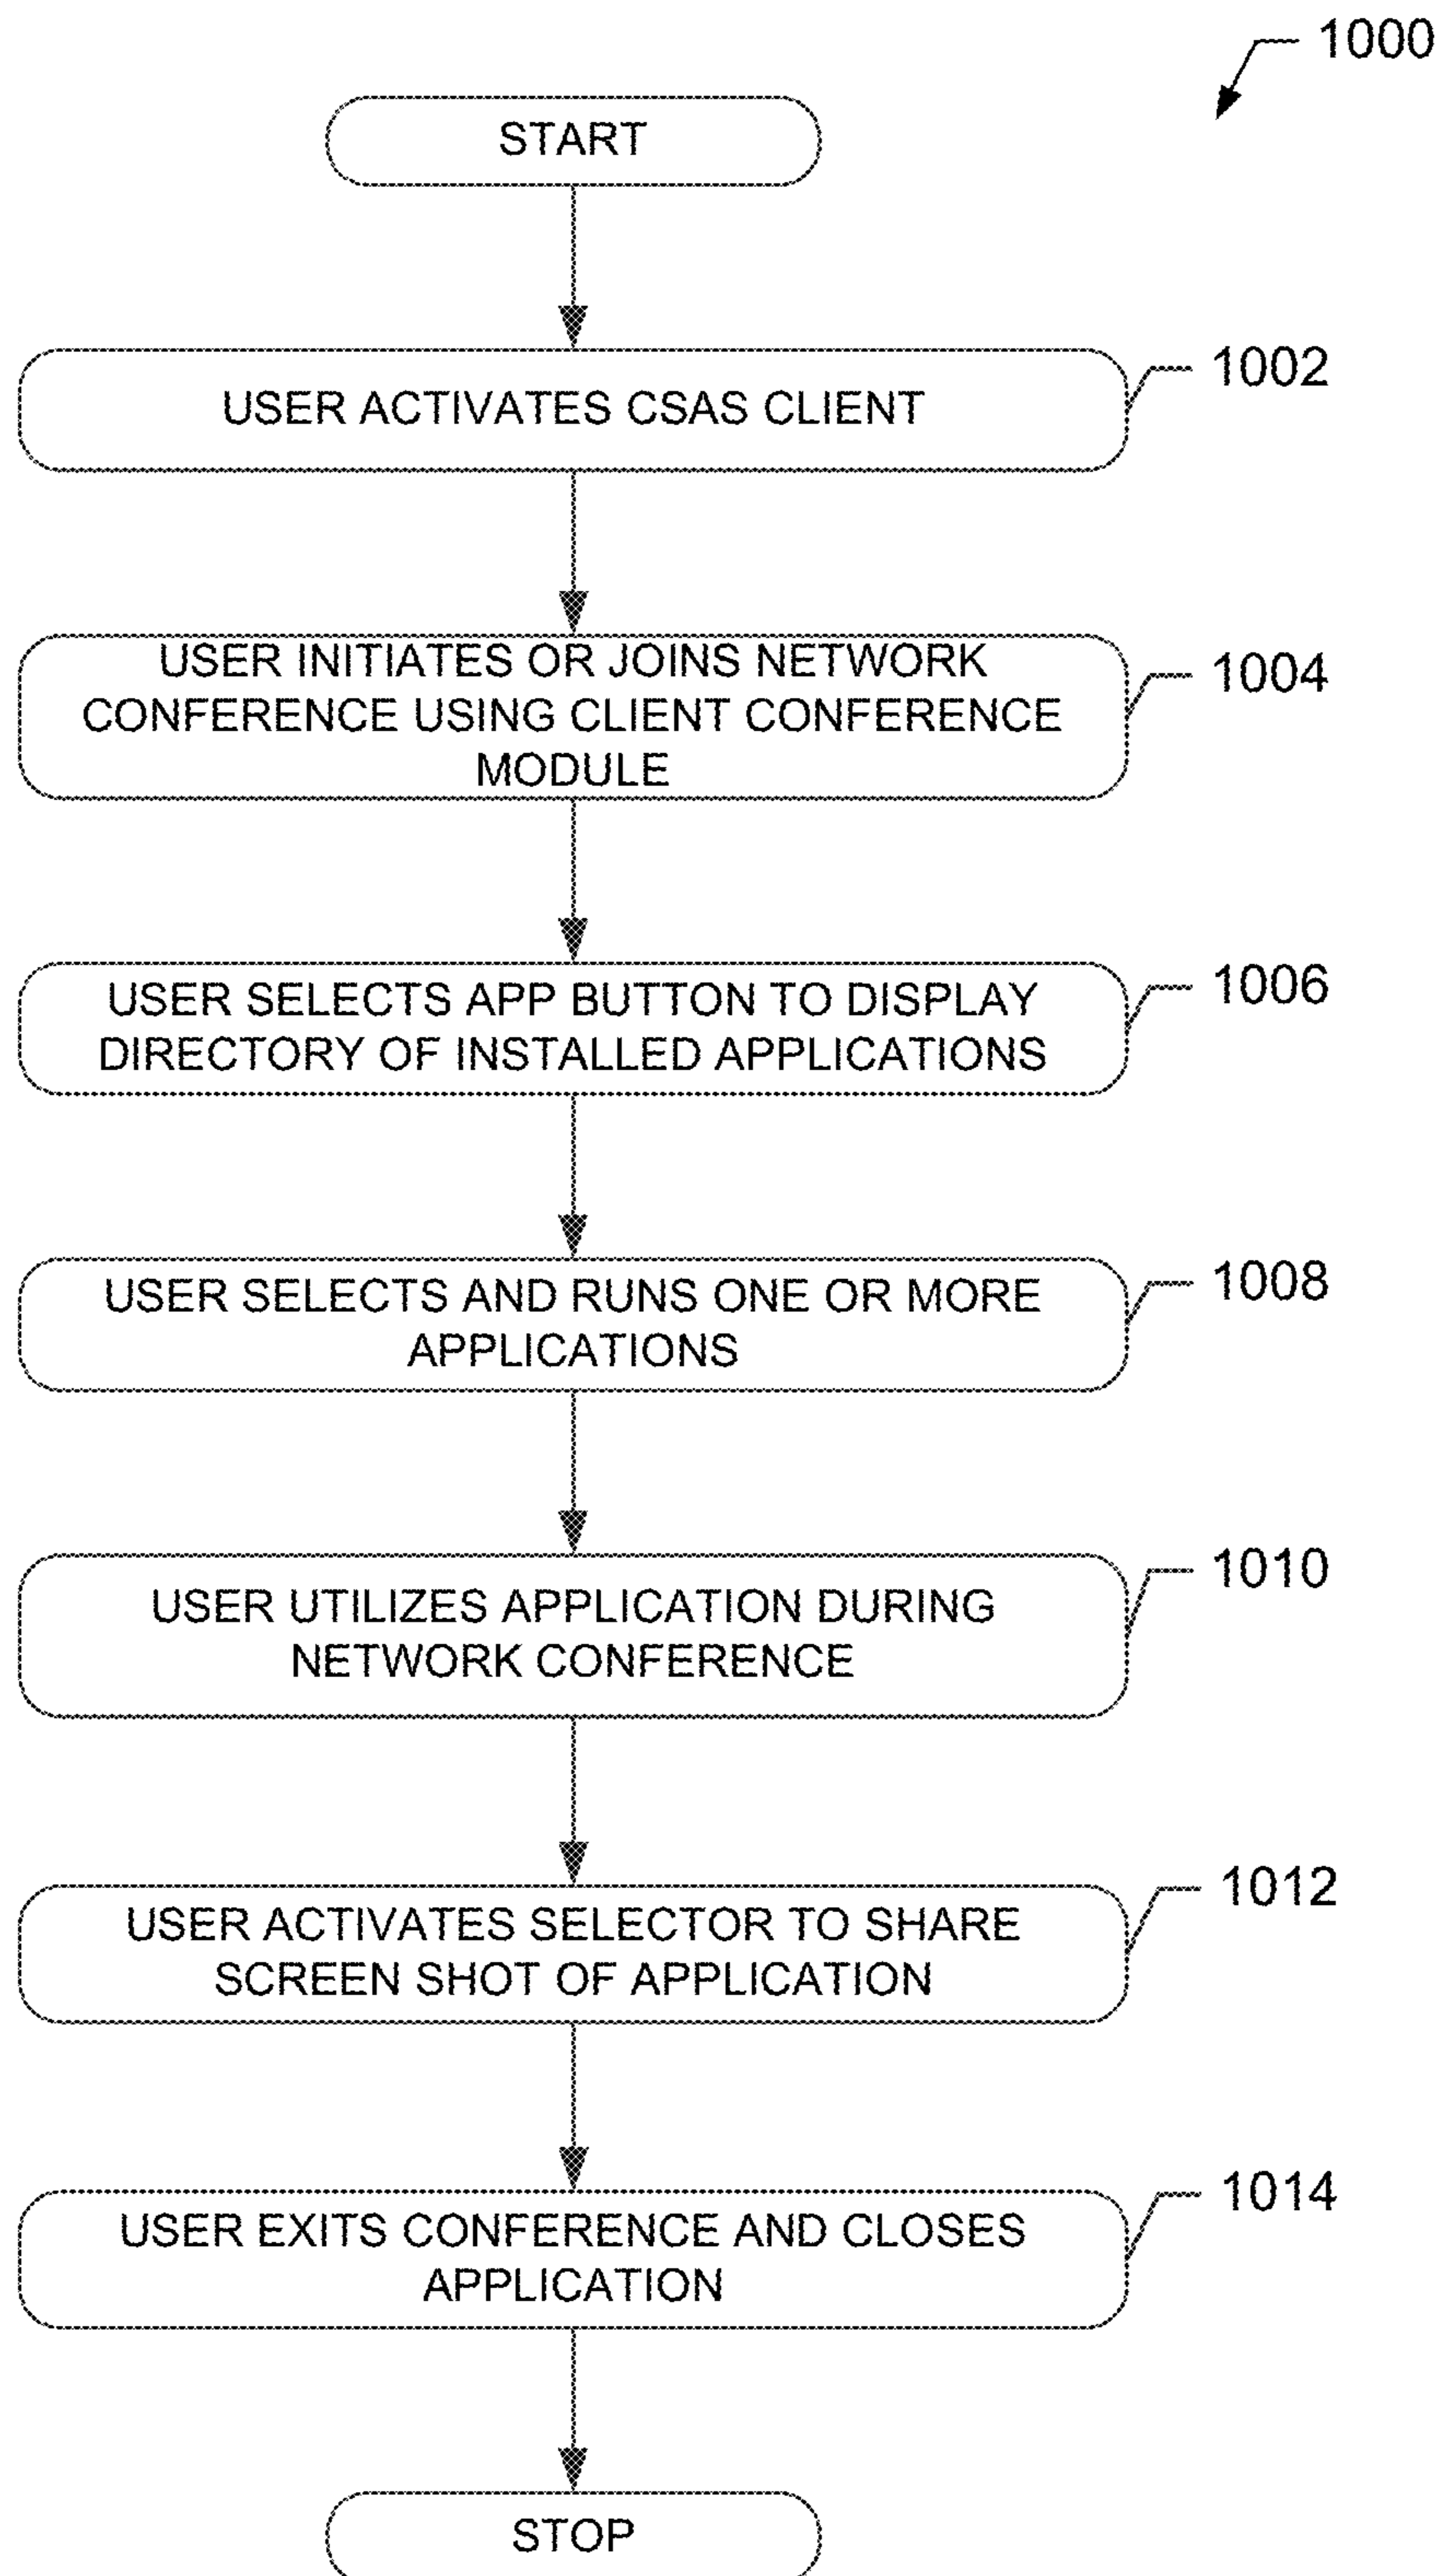 1000
START
USER ACTIVATES CSAS CLIENT
1002
USER INITIATES OR JOINS NETWORK
CONFERENCE USING CLIENT CONFERENCE
MODULE
1004
USER SELECTS APP BUTTON TO DISPLAY
DIRECTORY OF INSTALLED APPLICATIONS
1006
USER SELECTS AND RUNS ONE OR MORE
APPLICATIONS
1008
USER UTILIZES APPLICATION DURING
NETWORK CONFERENCE
1010
USER ACTIVATES SELECTOR TO SHARE
SCREEN SHOT OF APPLICATION
1012
USER EXITS CONFERENCE AND CLOSES
APPLICATION
1014
STOP